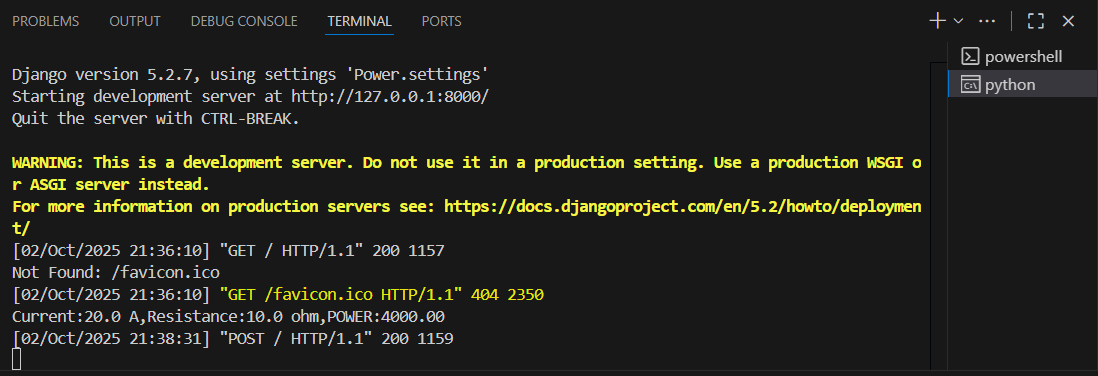 PROBLEMS OUTPUT DEBUG CONSOLE TERMINAL PORTS
powershell
python
Django version 5.2.7, using settings 'Power.settings'
Starting development server at http://127.0.0.1:8000/
Quit the server with CTRL-BREAK.
WARNING: This is a development server. Do not use it in a production setting. Use a production WSGI o
r ASGI server instead.
For more information on production servers see: https://docs.djangoproject.com/en/5.2/howto/deploymen
t/
[02/Oct/2025 21:36:10] "GET / HTTP/1.1" 200 1157
Not Found: /favicon.ico
[02/Oct/2025 21:36:10] "GET /favicon.ico HTTP/1.1" 404 2350
Current:20.0 A,Resistance:10.0 ohm,POWER:4000.00
[02/Oct/2025 21:38:31] "POST / HTTP/1.1" 200 1159